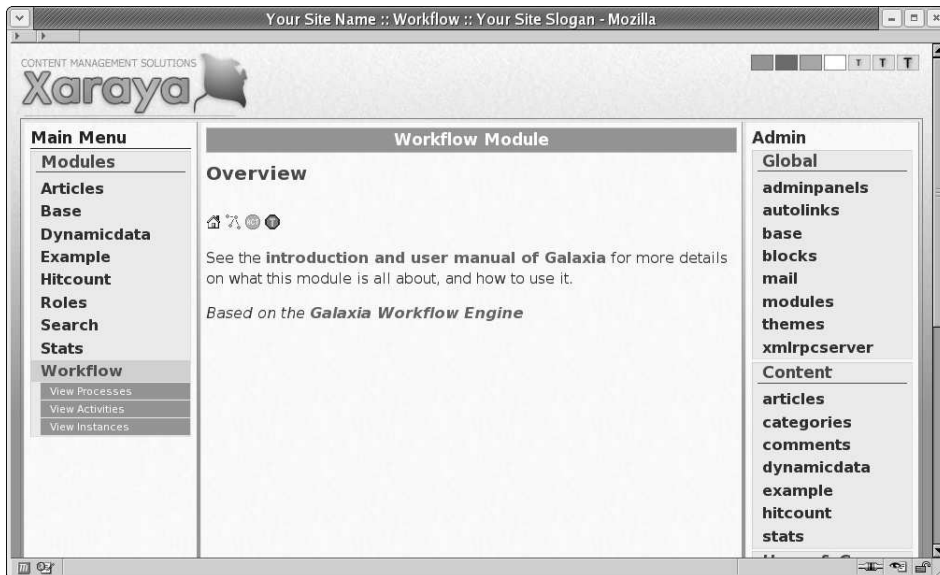 Your Site Name :: Workflow :: Your Site Slogan - Mozilla
CONTENT MANAGEMENT SOLUTIONS
Xaraya
T T T
Main Menu
Modules
Articles
Base
Dynamicdata
Example
Hitcount
Roles
Search
Stats
Workflow
View Processes
View Activities
View Instances
Workflow Module
Overview
See the introduction and user manual of Galaxia for more details
on what this module is all about, and how to use it.
Based on the Galaxia Workflow Engine
Admin
Global
adminpanels
autolinks
base
blocks
mail
modules
themes
xmlrpcserver
Content
articles
categories
comments
dynamicdata
example
hitcount
stats